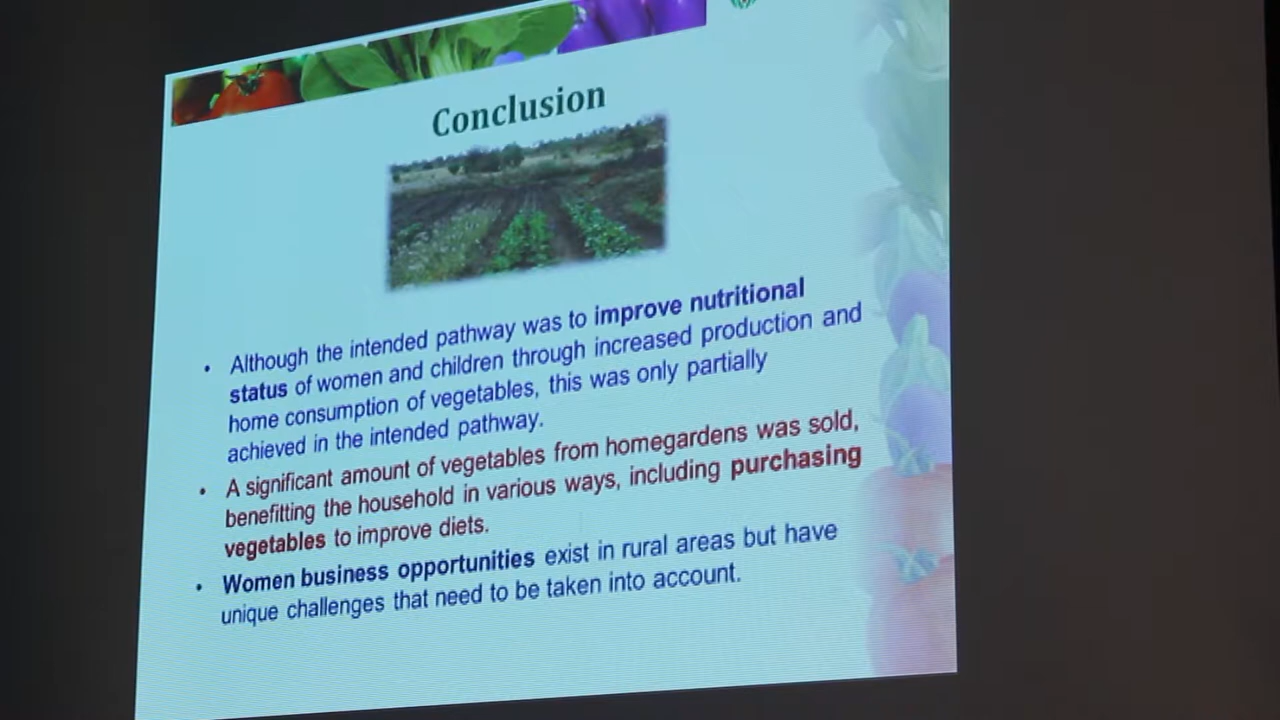 Conclusion
• Although the intended pathway was to improve nutritional
status of women and children through increased production and
home consumption of vegetables, this was only partially
achieved in the intended pathway.
• A significant amount of vegetables from homegardens was sold,
benefitting the household in various ways, including purchasing
vegetables to improve diets.
• Women business opportunities exist in rural areas but have
unique challenges that need to be taken into account.